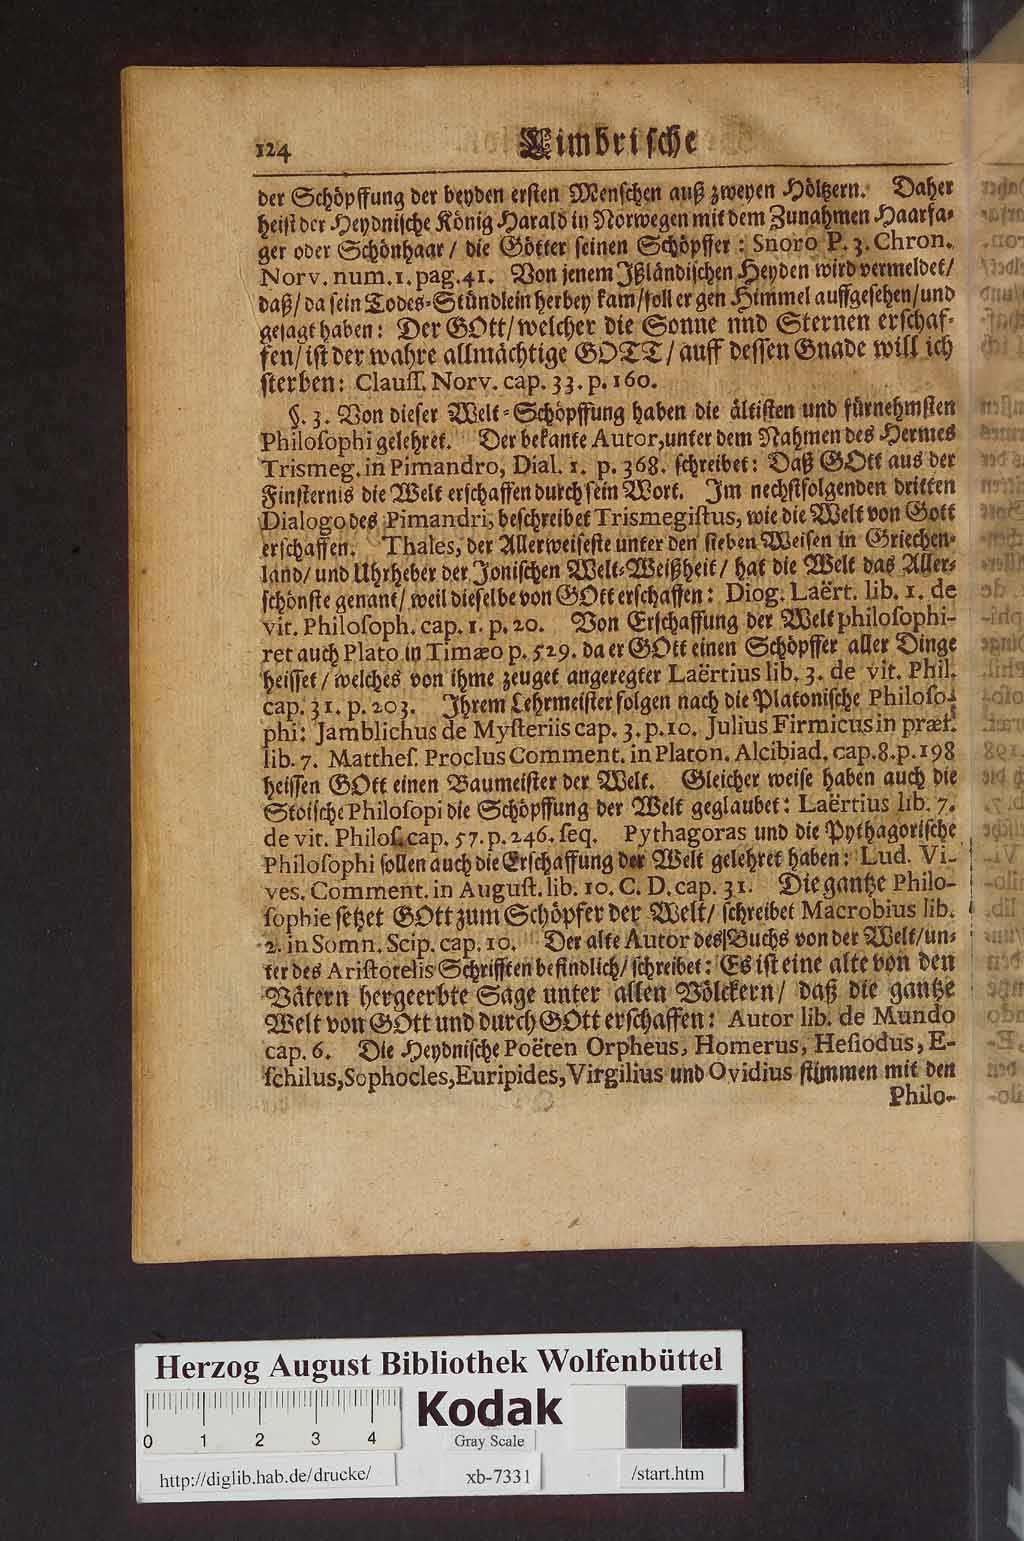 124 Cimbrische
der Schöpffung der beyden ersten Menschen auß zweyen Höltzern. Daher
heist der Heydnische König Harald in Norwegen mit dem Zunahmen Haarfa-
ger oder Schönhaar / die Götter seinen Schöpffer : Snoro P. 3. Chron.
Norv. num. 1. pag. 41. Von jenem Ißländischen Heyden wird vermeldet /
daß / da sein Todes-Stündlein herbey kam / soll er gen Himmel auffgesehen / und
gesagt haben : Der GOtt / welcher die Sonne nnd Sternen erschaf-
fen / ist der wahre allmächtige GOTT / auff dessen Gnade will ich
sterben : Clauss. Norv. cap. 33. p. 160.
§. 3. Von dieser Welt-Schöpffung haben die ältisten und fürnehmsten
Philosophi gelehret. Der bekante Autor, unter dem Nahmen des Hermes
Trismeg. in Pimandro, Dial. 1. p. 368. schreibet : Daß GOtt aus der
Finsternis die Welt erschaffen durch sein Wort. Im nechstfolgenden dritten
Dialogo des Pimandri, beschreibet Trismegistus, wie die Welt von Gott
erschaffen. Thales, der Allerweiseste unter den sieben Weisen in Griechen-
land / und Uhrheber der Jonischen Welt-Weißheit / hat die Welt das Aller-
schönste genant / weil dieselbe von GOtt erschaffen : Diog. Laërt. lib. 1. de
vit. Philosoph. cap. 1. p. 20. Von Erschaffung der Welt philosophi-
ret auch Plato in Timæo p. 529. da er GOtt einen Schöpffer aller Dinge
heisset / welches von ihme zeuget angeregter Laërtius lib. 3. de vit. Phil.
cap. 31. p. 203. Ihrem Lehrmeister folgen nach die Platonische Philoso-
phi : Jamblichus de Mysteriis cap. 3. p. 10. Julius Firmicus in præf.
lib. 7. Matthes. Proclus Comment. in Platon. Alcibiad. cap. 8. p. 198
heissen GOtt einen Baumeister der Welt. Gleicher weise haben auch die
Stoische Philosopi die Schöpffung der Welt geglaubet : Laërtius lib. 7.
de vit. Philos. cap. 57. p. 246. seq. Pythagoras und die Pythagorische
Philosophi sollen auch die Erschaffung der Welt gelehret haben : Lud. Vi-
ves. Comment. in August. lib. 10. C. D. cap. 31. Die gantze Philo-
sophie setzet GOtt zum Schöpfer der Welt / schreibet Macrobius lib.
2. in Somn. Scip. cap. 10. Der alte Autor des Buchs von der Welt / un-
ter des Aristotelis Schrifften befindlich / schreibet : Es ist eine alte von den
Vätern hergeerbte Sage unter allen Völckern / daß die gantze
Welt von GOtt und durch GOtt erschaffen : Autor lib. de Mundo
cap. 6. Die Heydnische Poëten Orpheus, Homerus, Hesiodus, E-
schilus, Sophocles, Euripides, Virgilius und Ovidius stimmen mit den
Philo-
Herzog August Bibliothek Wolfenbüttel
0 1 2 3 4
Kodak
Gray Scale
http://diglib.hab.de/drucke/ xb-7331 /start.htm